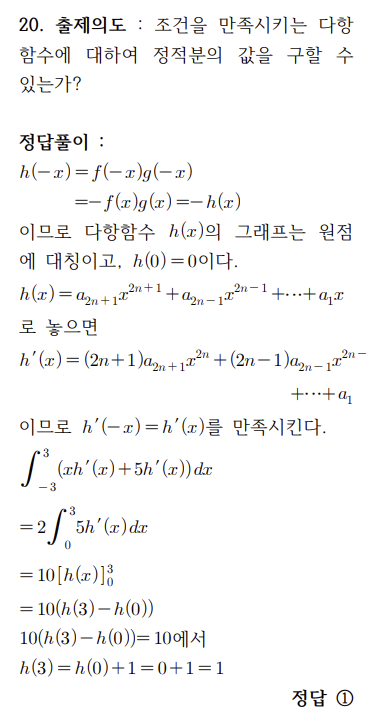 20. 출제의도 : 조건을 만족시키는 다항
함수에 대하여 정적분의 값을 구할 수
있는가?
정답풀이 :
h(-x)=f(-x)g(-x)
=-f(x)g(x)=-h(x)
이므로 다항함수 h(x)의 그래프는 원점
에 대칭이고, h(0)=0이다.
h(x)=a_{2n+1}x^{2n+1}+a_{2n-1}x^{2n-1}+⋯+a_1x
로 놓으면
h′(x)=(2n+1)a_{2n+1}x^{2n}+(2n-1)a_{2n-1}x^{2n-
+⋯+a_1
이므로 h′(-x)=h′(x)를 만족시킨다.
∫_{-3}^{3}(xh′(x)+5h′(x))dx
=2∫_{0}^{3}5h′(x)dx
=10[h(x)]_{0}^{3}
=10(h(3)-h(0))
10(h(3)-h(0))=10에서
h(3)=h(0)+1=0+1=1
정답 ①